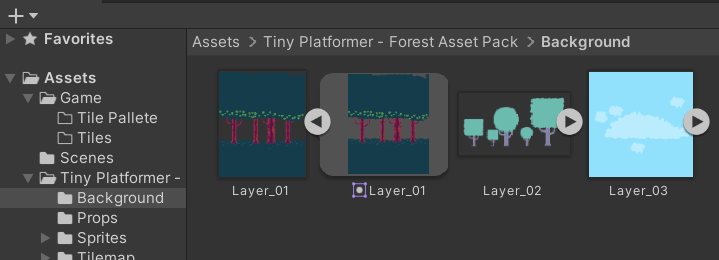 Favorites
Assets
Game
Tile Pallete
Tiles
Scenes
Tiny Platformer -
Background
Props
Sprites
Tilemap
Assets > Tiny Platformer - Forest Asset Pack > Background
Layer_01
Layer_01
Layer_02
Layer_03